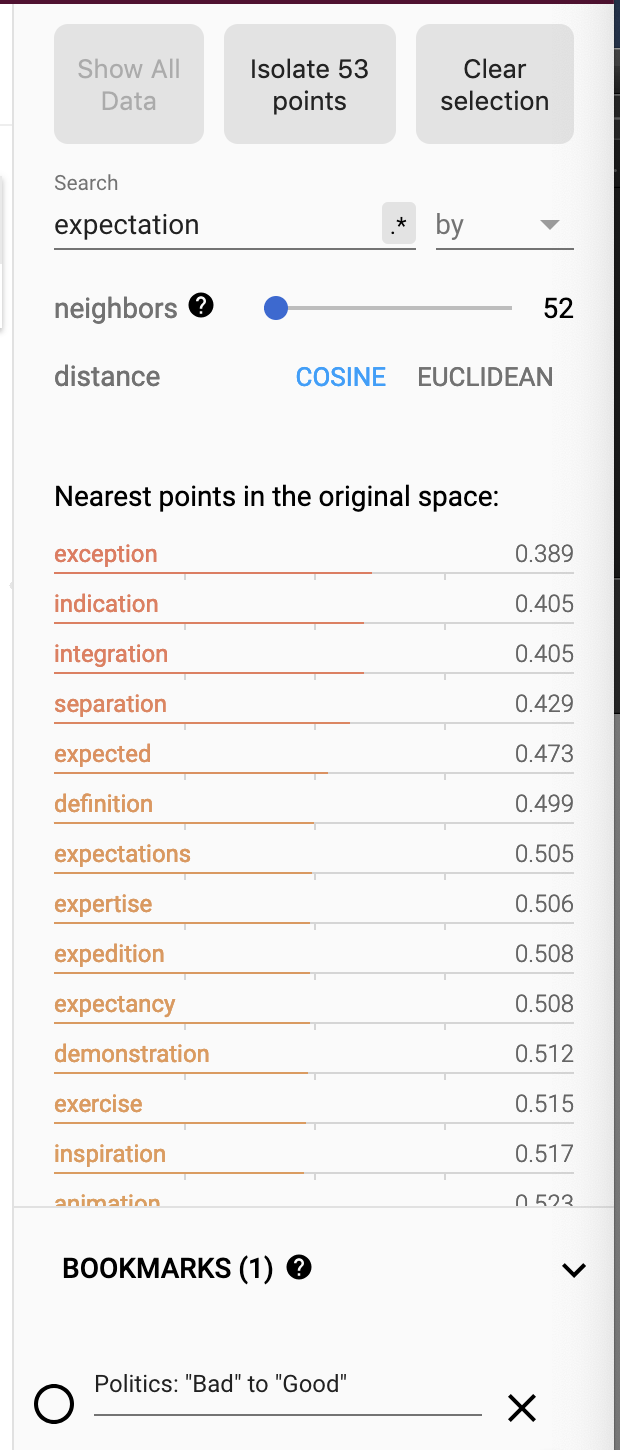 Show All Data
Isolate 53 points
Clear selection
Search
expectation .* by
neighbors ? 52
distance COSINE EUCLIDEAN
Nearest points in the original space:
exception 0.389
indication 0.405
integration 0.405
separation 0.429
expected 0.473
definition 0.499
expectations 0.505
expertise 0.506
expedition 0.508
expectancy 0.508
demonstration 0.512
exercise 0.515
inspiration 0.517
animation 0.523
BOOKMARKS (1) ?
Politics: "Bad" to "Good"